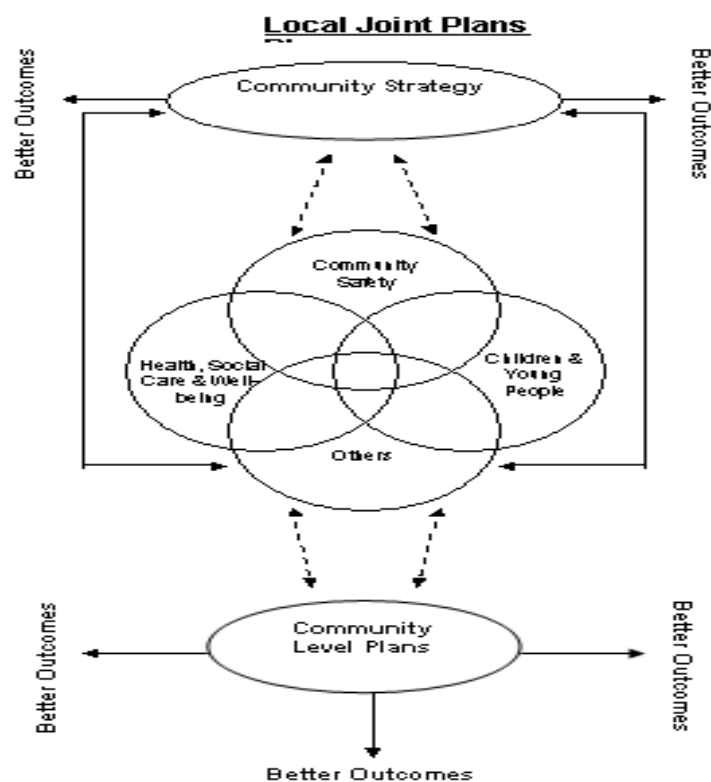 Local Joint Plans
Community Strategy
Better Outcomes
Better Outcomes
Community
Safety
Health, Social
Care & Well-
being
Children &
Young
People
Others
Community
Level Plans
Better Outcomes
Better Outcomes
Better Outcomes